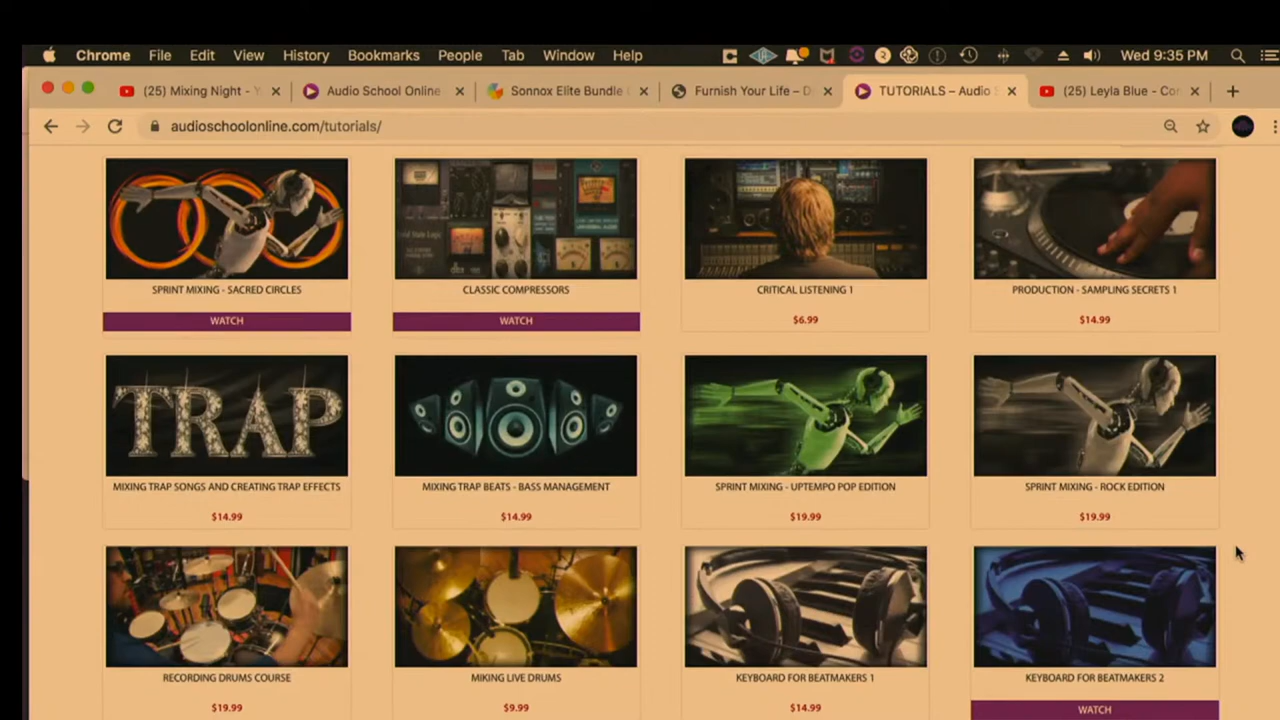 Chrome File Edit View History Bookmarks People Tab Window Help Wed 9:35 PM
(25) Mixing Night - Audio School Online Sonnox Elite Bundle Furnish Your Life – TUTORIALS – Audio (25) Leyla Blue -
audioschoolonline.com/tutorials/
SPRINT MIXING - SACRED CIRCLES CLASSIC COMPRESSORS CRITICAL LISTENING 1 PRODUCTION - SAMPLING SECRETS 1
WATCH WATCH $6.99 $14.99
TRAP
MIXING TRAP SONGS AND CREATING TRAP EFFECTS MIXING TRAP BEATS - BASS MANAGEMENT SPRINT MIXING - UPTEMPO POP EDITION SPRINT MIXING - ROCK EDITION
$14.99 $14.99 $19.99 $19.99
RECORDING DRUMS COURSE MIKING LIVE DRUMS KEYBOARD FOR BEATMAKERS 1 KEYBOARD FOR BEATMAKERS 2
$19.99 $9.99 $14.99 WATCH